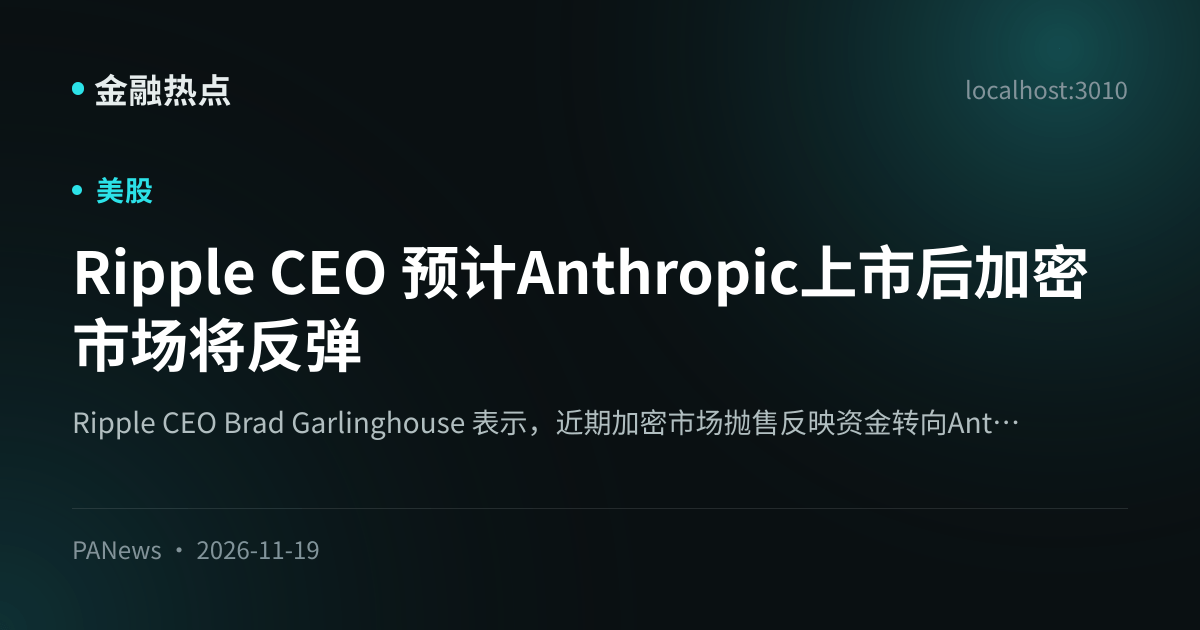 金融热点
localhost:3010
美股
Ripple CEO 预计Anthropic上市后加密
市场将反弹
Ripple CEO Brad Garlinghouse 表示，近期加密市场抛售反映资金转向Ant…
PANews • 2026-11-19